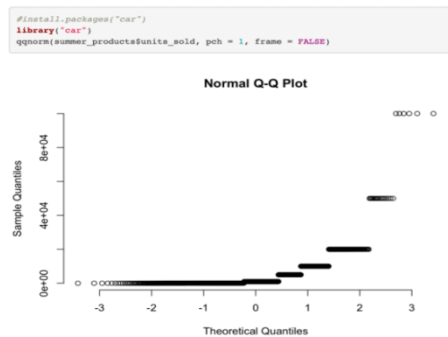 #install.packages("car")
library("car")
qqnorm(summer_products$units_sold, pch = 1, frame = FALSE)
Normal Q-Q Plot
Sample Quantiles
8e+04
4e+04
0e+00
-3 -2 -1 0 1 2 3
Theoretical Quantiles